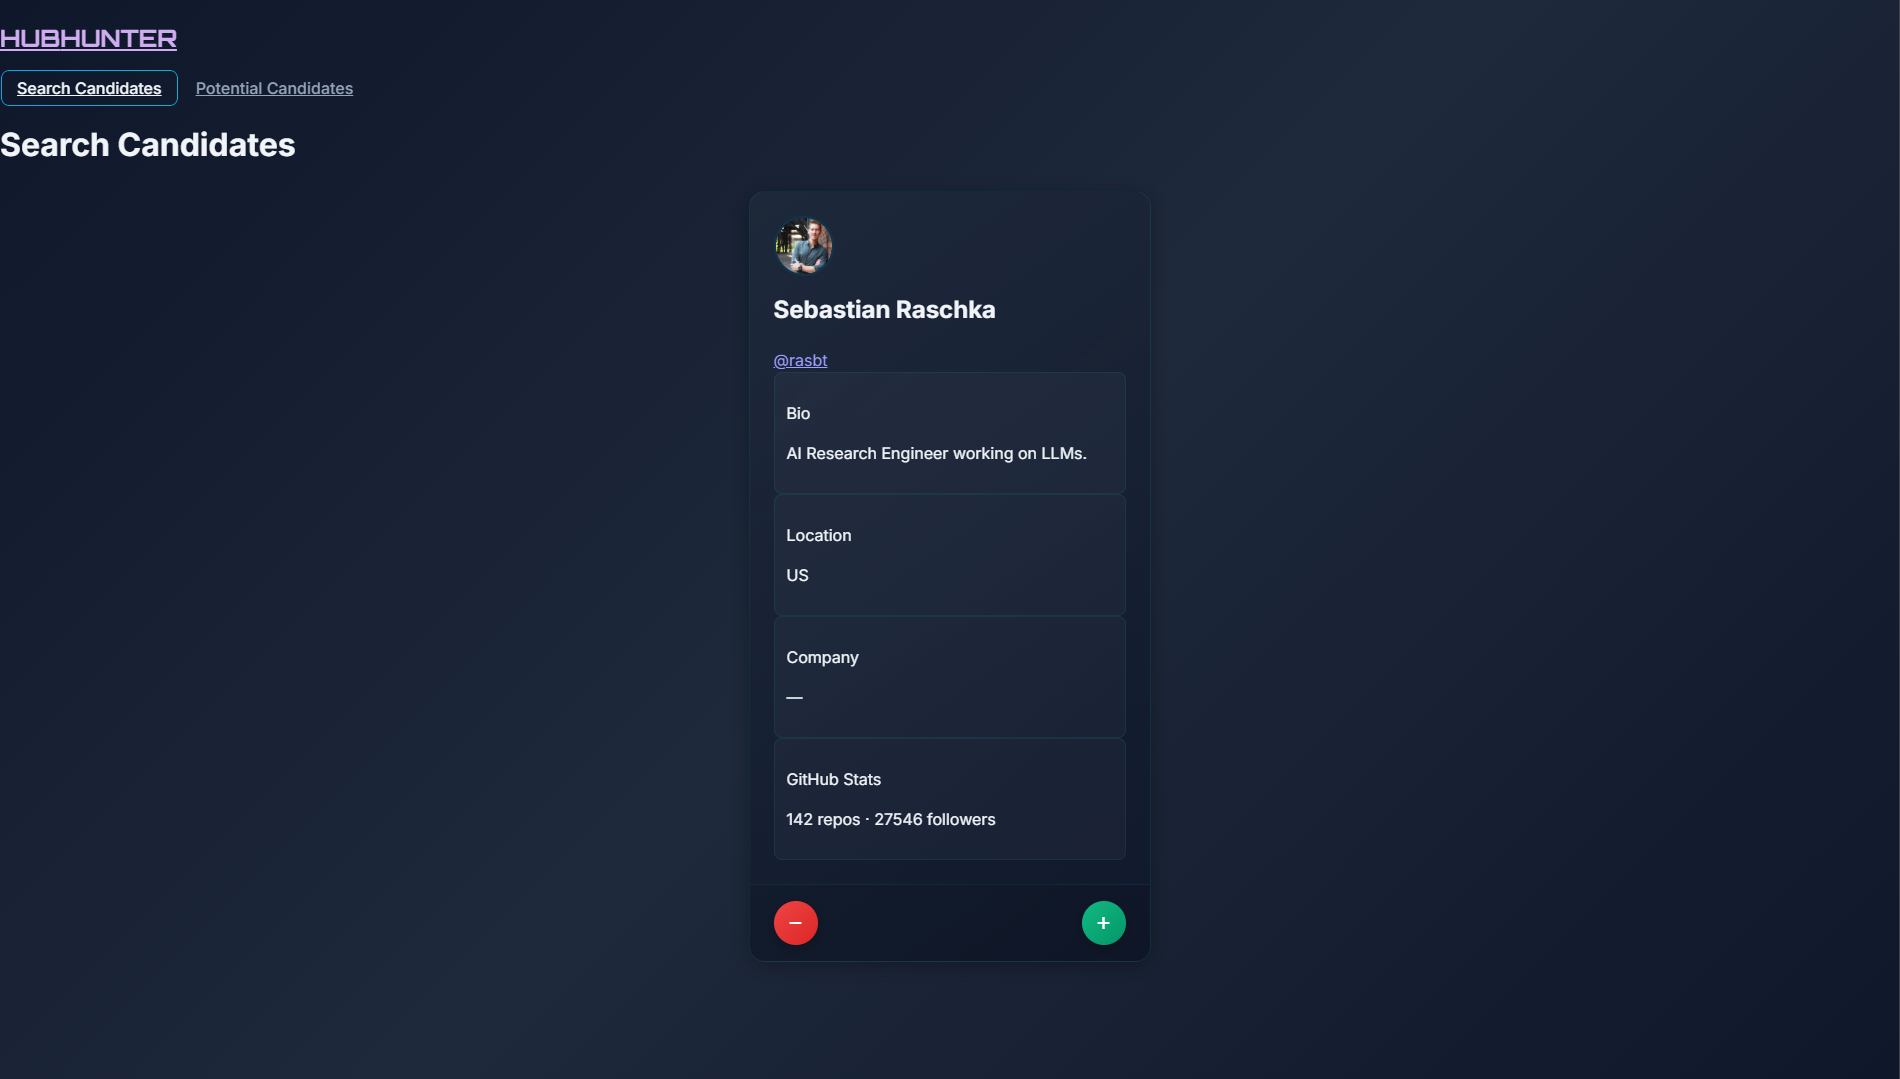 HUBHUNTER
Search Candidates Potential Candidates
Search Candidates
Sebastian Raschka
@rasbt
Bio
AI Research Engineer working on LLMs.
Location
US
Company
—
GitHub Stats
142 repos · 27546 followers
− +